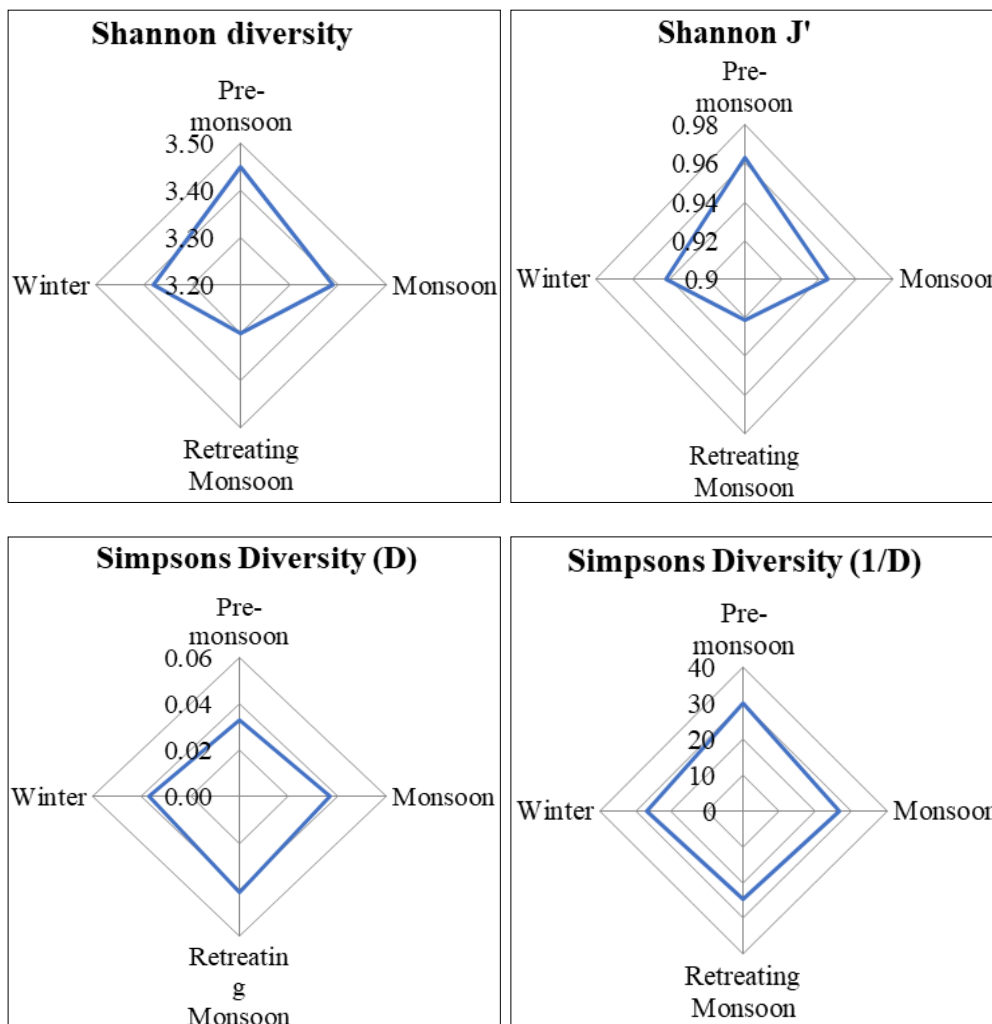 Shannon diversity
Pre-
monsoon
3.50
3.40
3.30
3.20
Winter
Monsoon
Retreating
Monsoon
Shannon J'
Pre-
monsoon
0.98
0.96
0.94
0.92
0.9
Winter
Monsoon
Retreating
Monsoon
Simpsons Diversity (D)
Pre-
monsoon
0.06
0.04
0.02
0.00
Winter
Monsoon
Retreatin
g
Monsoon
Simpsons Diversity (1/D)
Pre-
monsoon
40
30
20
10
0
Winter
Monsoon
Retreating
Monsoon